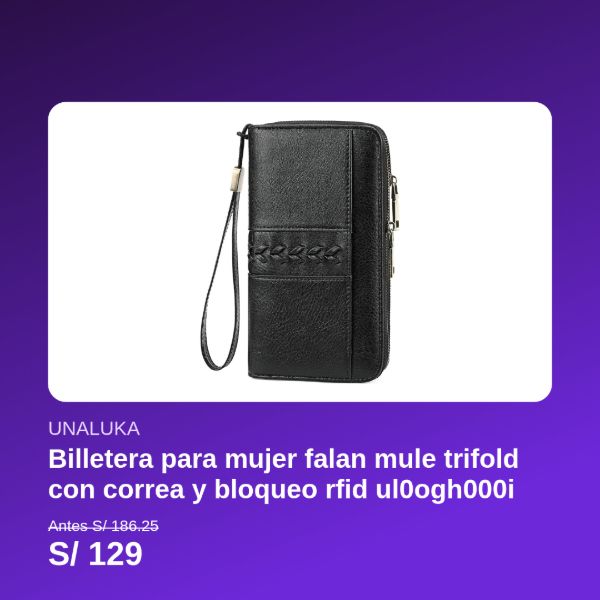 UNALUKA
Billetera para mujer falan mule trifold
con correa y bloqueo rfid ul0ogh000i
Antes S/ 186.25
S/ 129